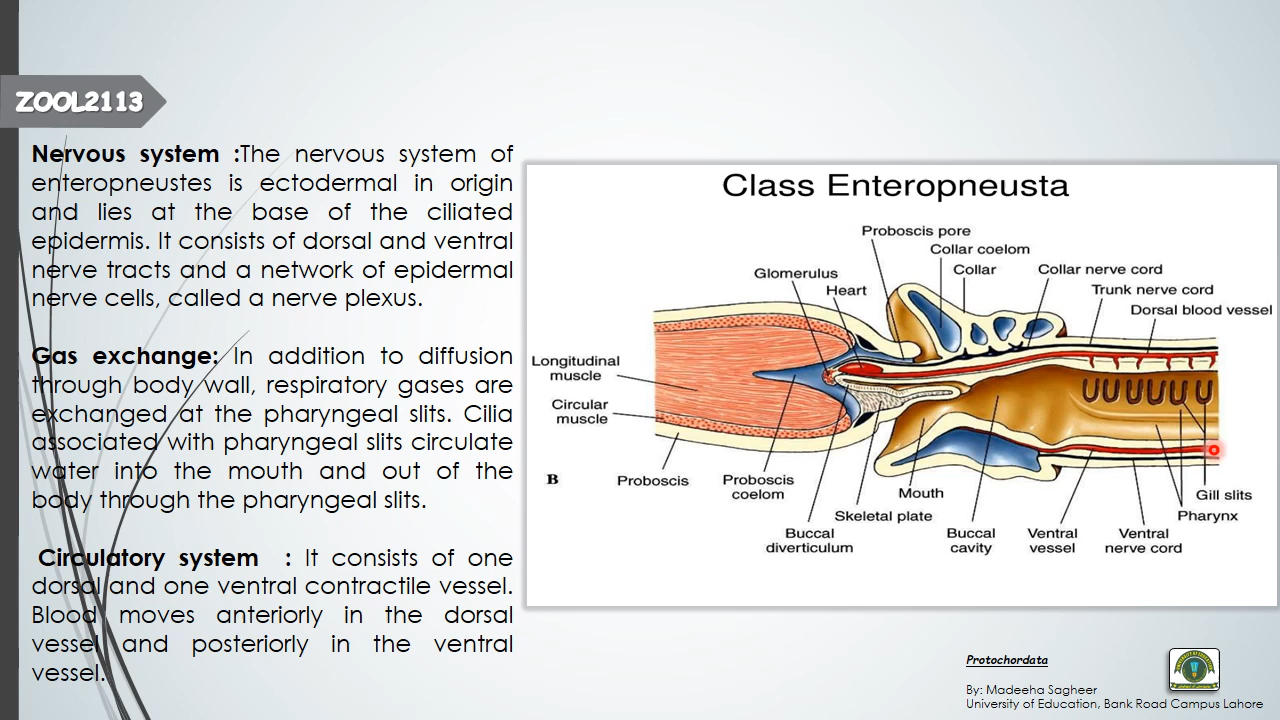 ZOOL2113
Nervous system :The nervous system of
enteropneustes is ectodermal in origin
and lies at the base of the ciliated
epidermis. It consists of dorsal and ventral
nerve tracts and a network of epidermal
nerve cells, called a nerve plexus.
Gas exchange: In addition to diffusion
through body wall, respiratory gases are
exchanged at the pharyngeal slits. Cilia
associated with pharyngeal slits circulate
water into the mouth and out of the
body through the pharyngeal slits.
Circulatory system : It consists of one
dorsal and one ventral contractile vessel.
Blood moves anteriorly in the dorsal
vessel and posteriorly in the ventral
vessel.
Class Enteropneusta
Proboscis pore
Collar coelom
Collar
Collar nerve cord
Glomerulus
Heart
Trunk nerve cord
Dorsal blood vessel
Longitudinal
muscle
Circular
muscle
B
Proboscis
Proboscis
coelom
Buccal
diverticulum
Skeletal plate
Mouth
Buccal
cavity
Ventral
vessel
Ventral
nerve cord
Pharynx
Gill slits
Protochordata
By: Madeeha Sagheer
University of Education, Bank Road Campus Lahore